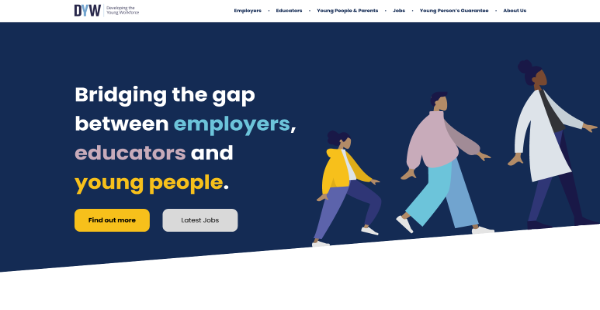 DYW Developing the
Young Workforce
Employers • Educators • Young People & Parents • Jobs • Young Person's Guarantee • About Us
Bridging the gap
between employers,
educators and
young people.
Find out more
Latest Jobs